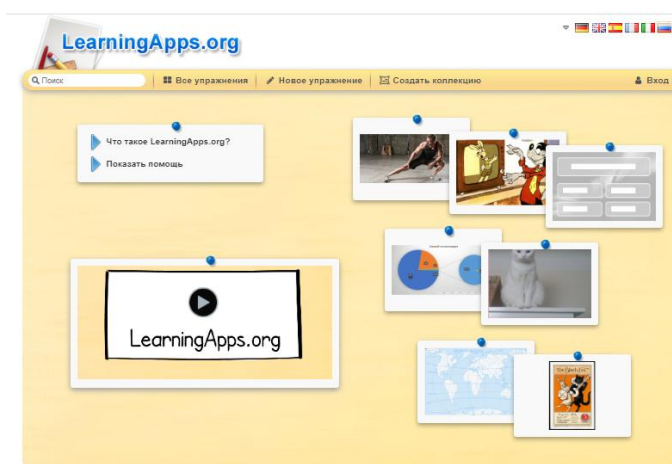 LearningApps.org
Поиск
Все упражнения
Новое упражнение
Создать коллекцию
Вход
Что такое LearningApps.org?
Показать помощь
LearningApps.org